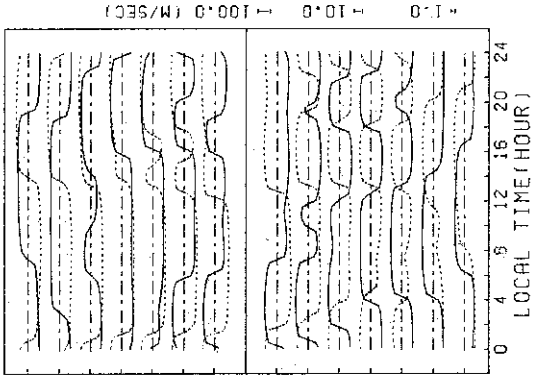 ⊢ 1.0 ⊢ 10.0 ⊢ 100.0 (M/SEC)
0 4 8 12 16 20 24
LOCAL TIME(HOUR)